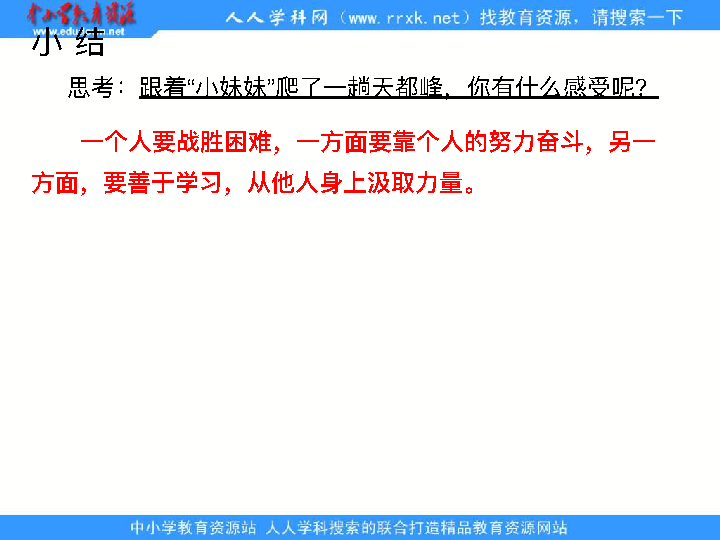 中小学教育资源
www.edudown.net
人人学科网（www.rrxk.net）找教育资源，请搜索一下
小 结
思考：跟着“小妹妹”爬了一趟天都峰，你有什么感受呢？
一个人要战胜困难，一方面要靠个人的努力奋斗，另一
方面，要善于学习，从他人身上汲取力量。
中小学教育资源站 人人学科搜索的联合打造精品教育资源网站